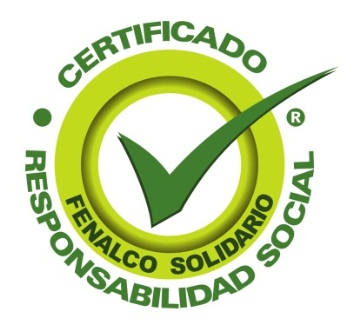 CERTIFICADO
®
FENALCO SOLIDARIO
RESPONSABILIDAD SOCIAL